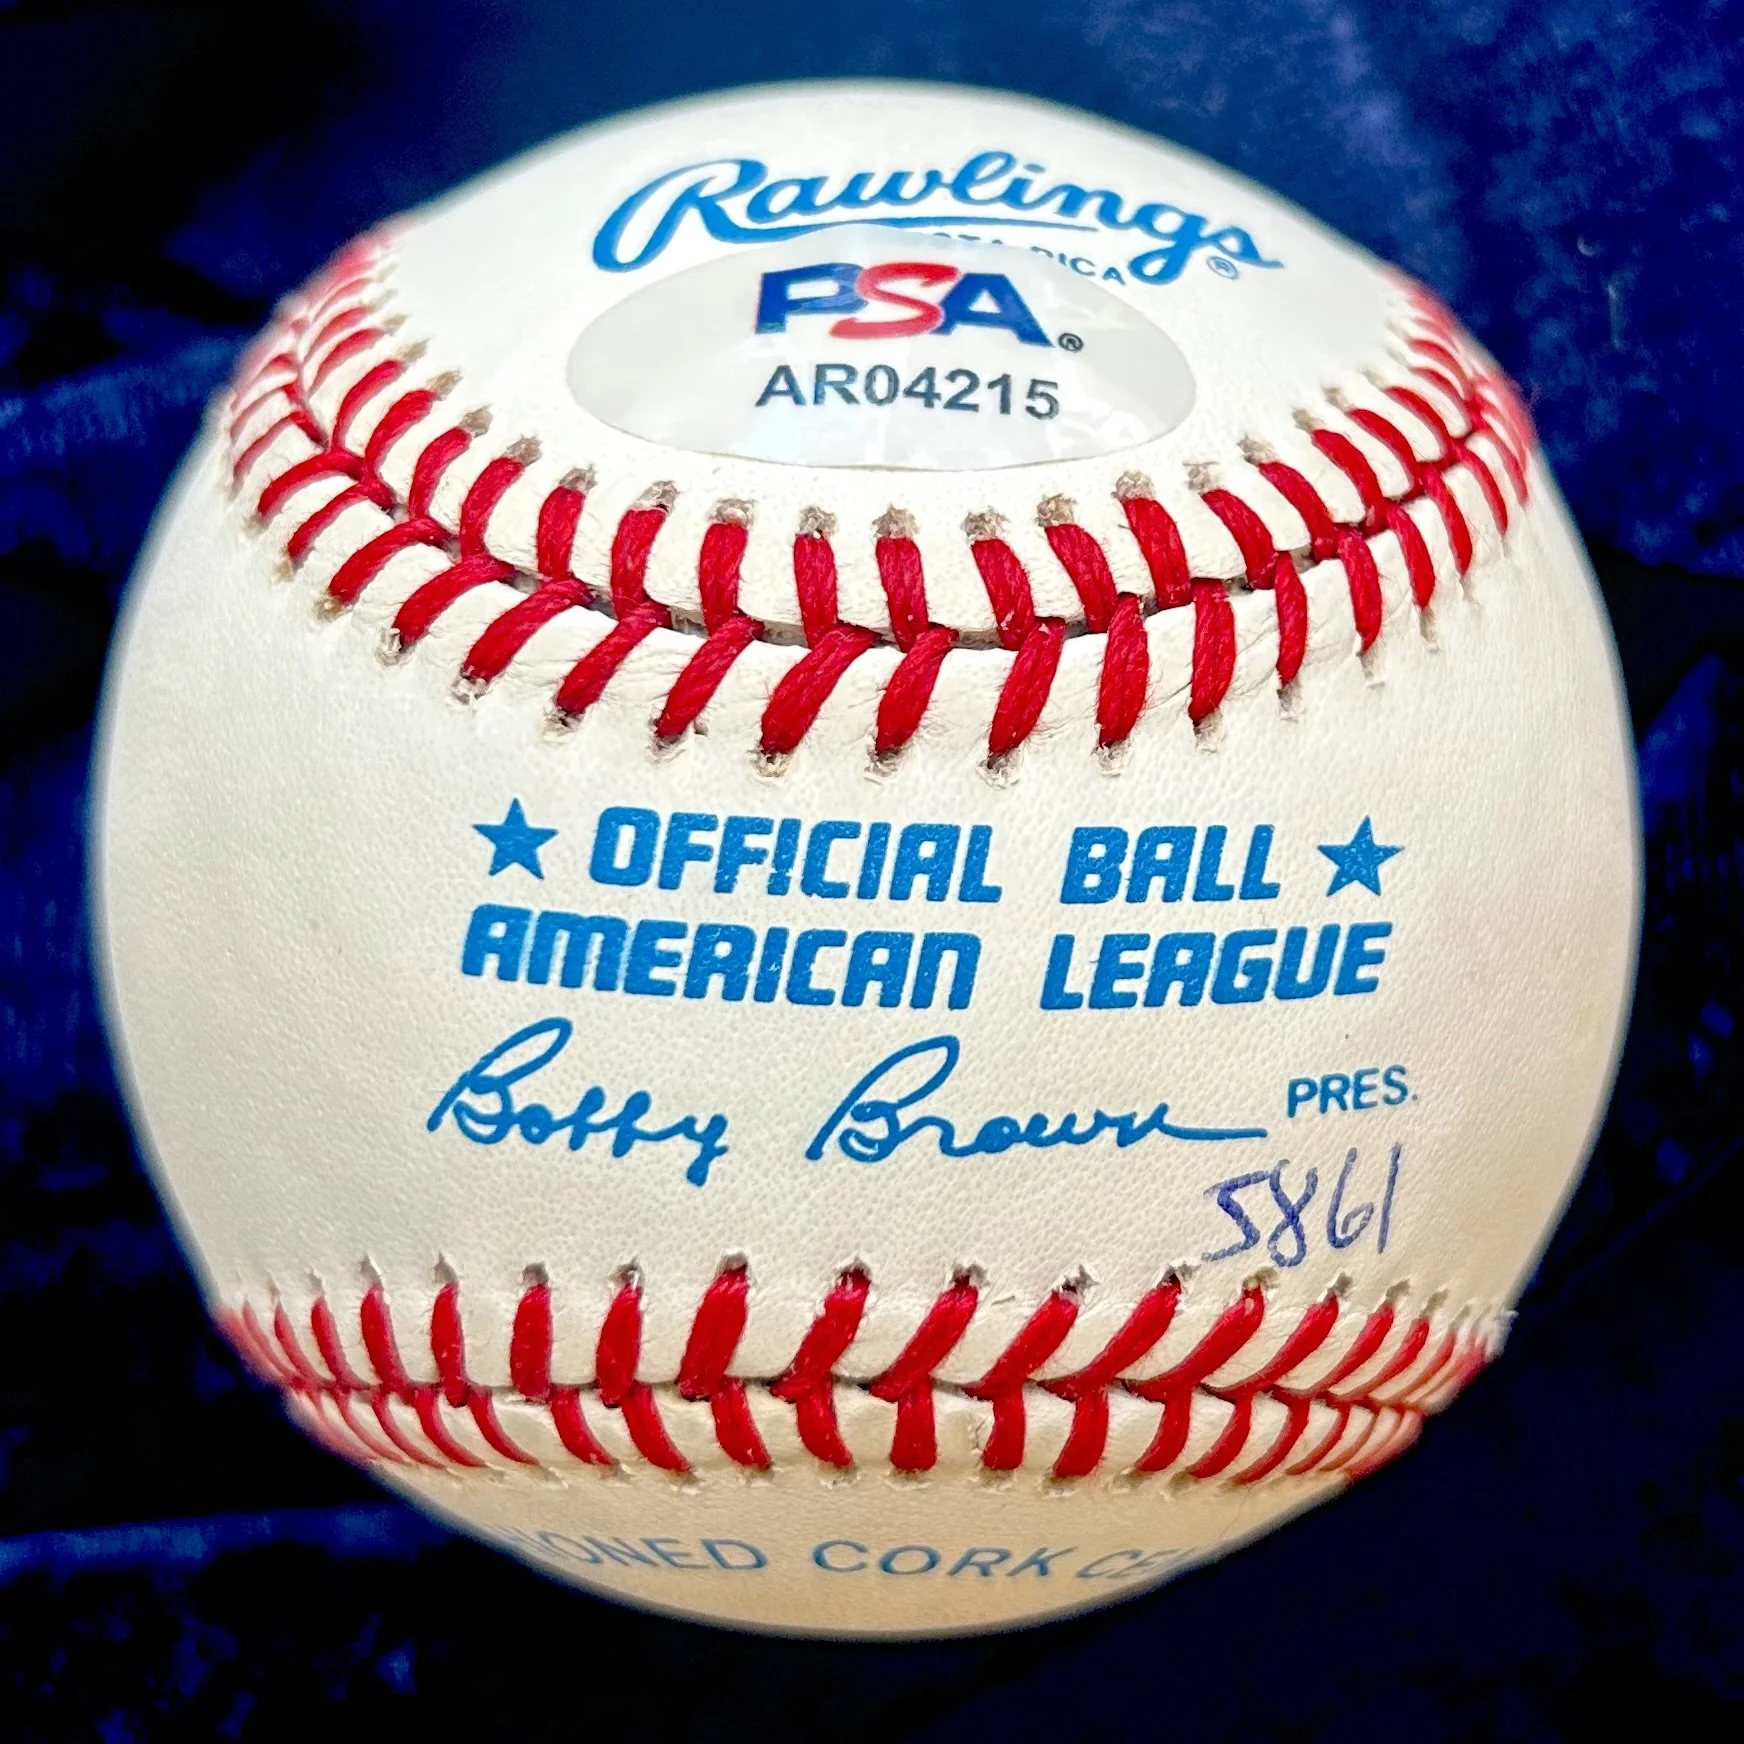 Rawlings®
PSA®
AR04215
★ OFFICIAL BALL ★
AMERICAN LEAGUE
Bobby Brown PRES.
5861
CORK